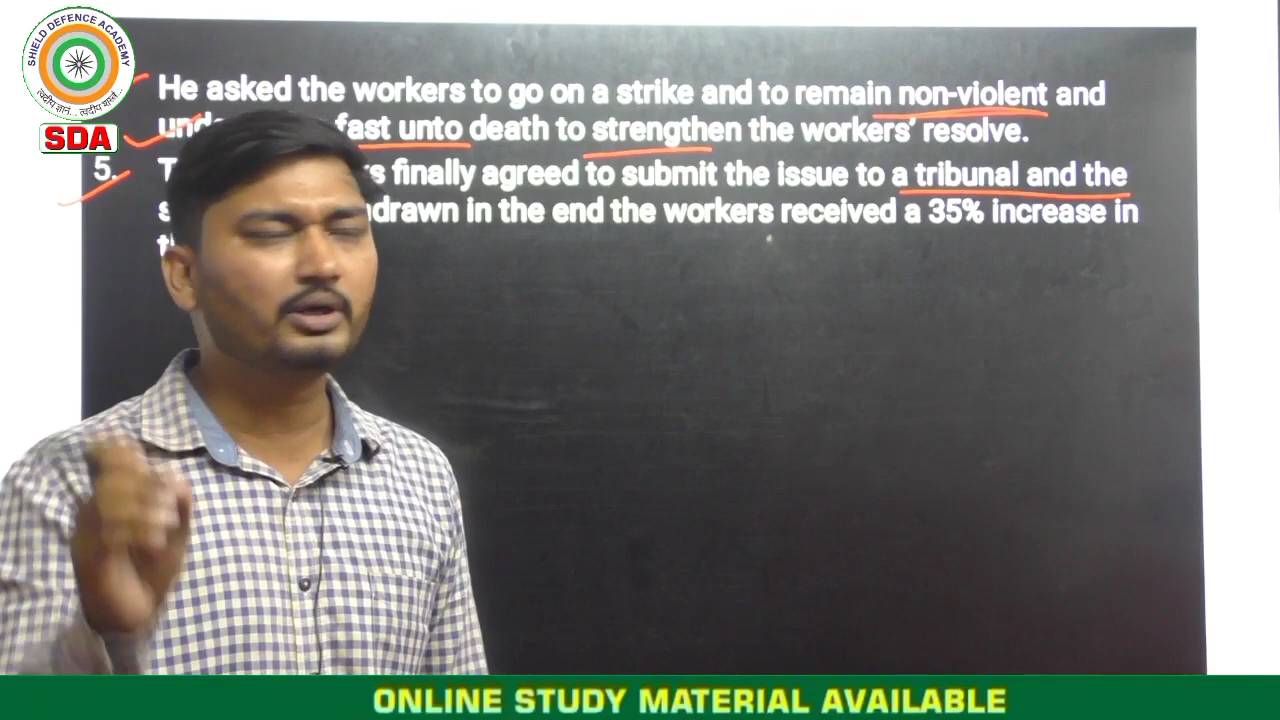 SHIELD DEFENCE ACADEMY
SDA
He asked the workers to go on a strike and to remain non-violent and
fast unto death to strengthen the workers' resolve.
5. finally agreed to submit the issue to a tribunal and the
in the end the workers received a 35% increase in
ONLINE STUDY MATERIAL AVAILABLE